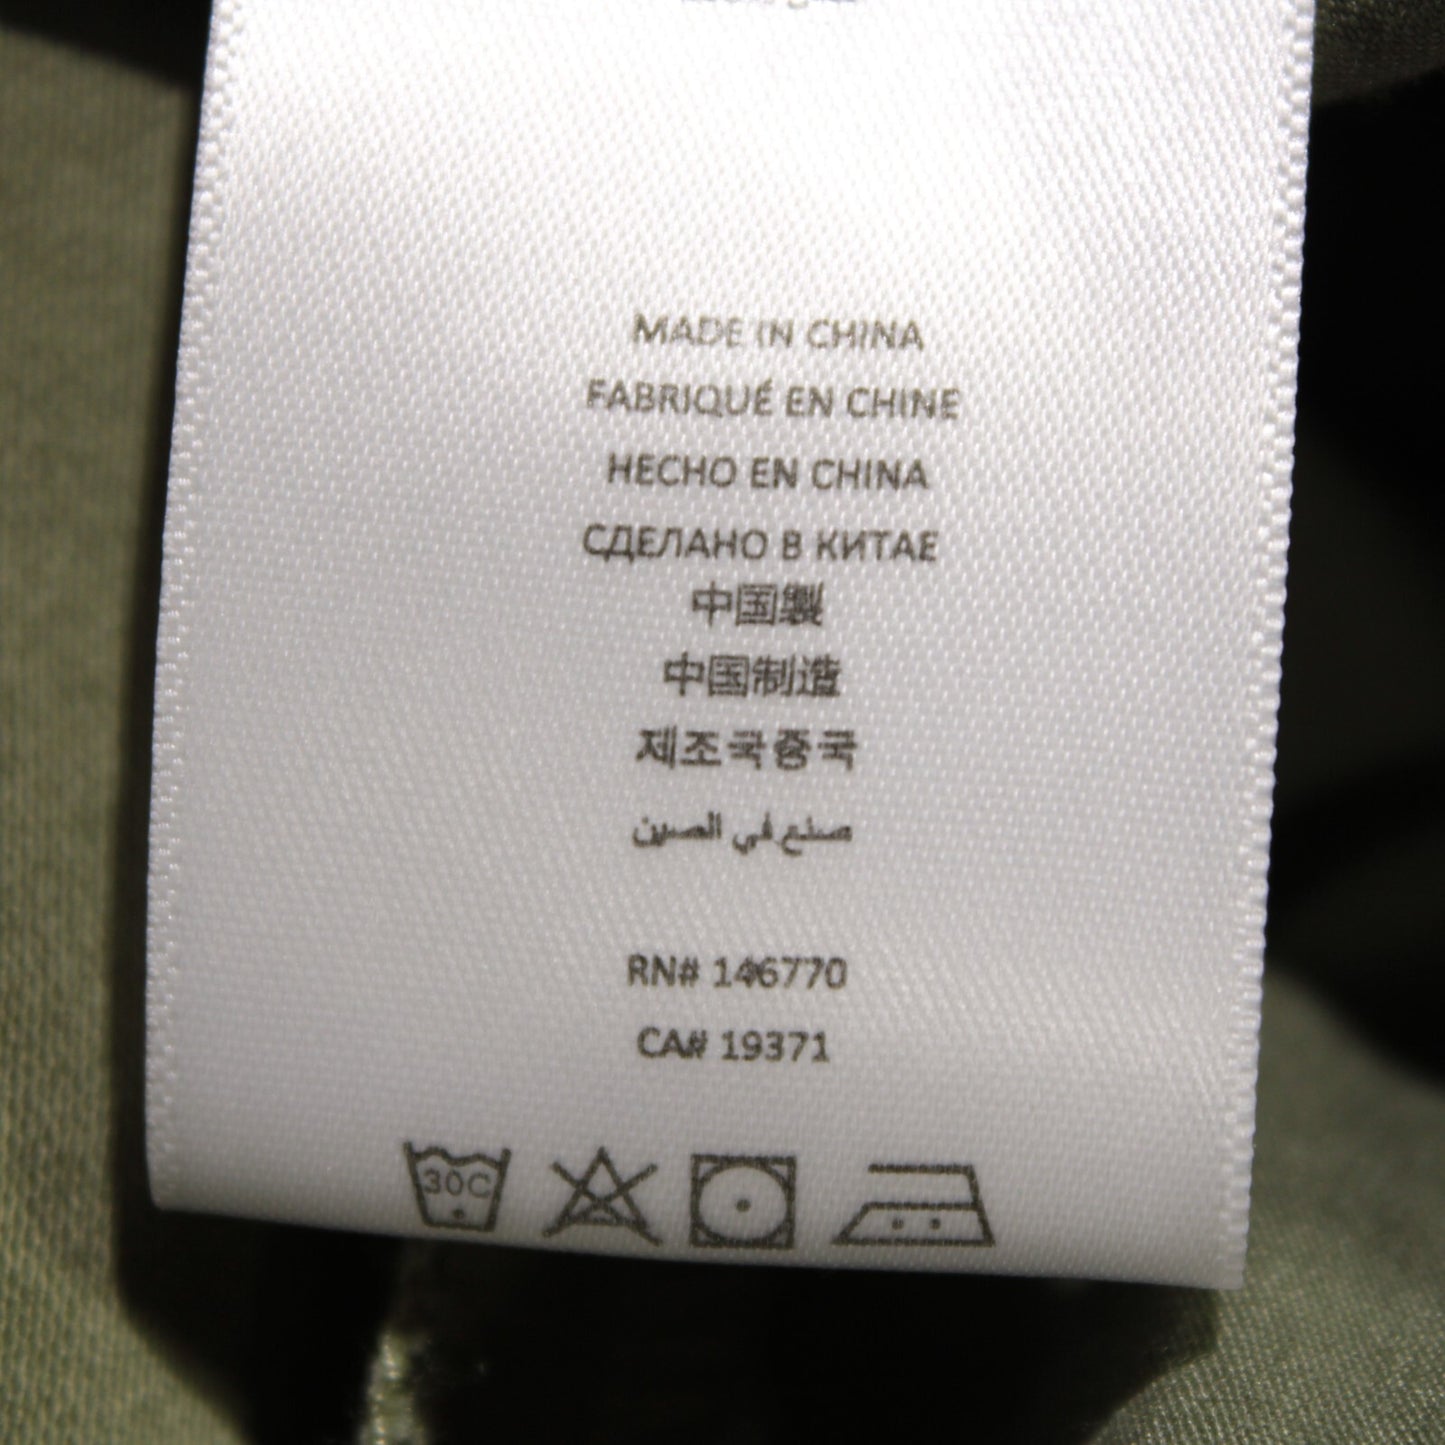 MADE IN CHINA
FABRIQUÉ EN CHINE
HECHO EN CHINA
СДЕЛАНО В КИТАЕ
中国製
中国制造
제조국중국
صنع في الصين
RN# 146770
CA# 19371
30C